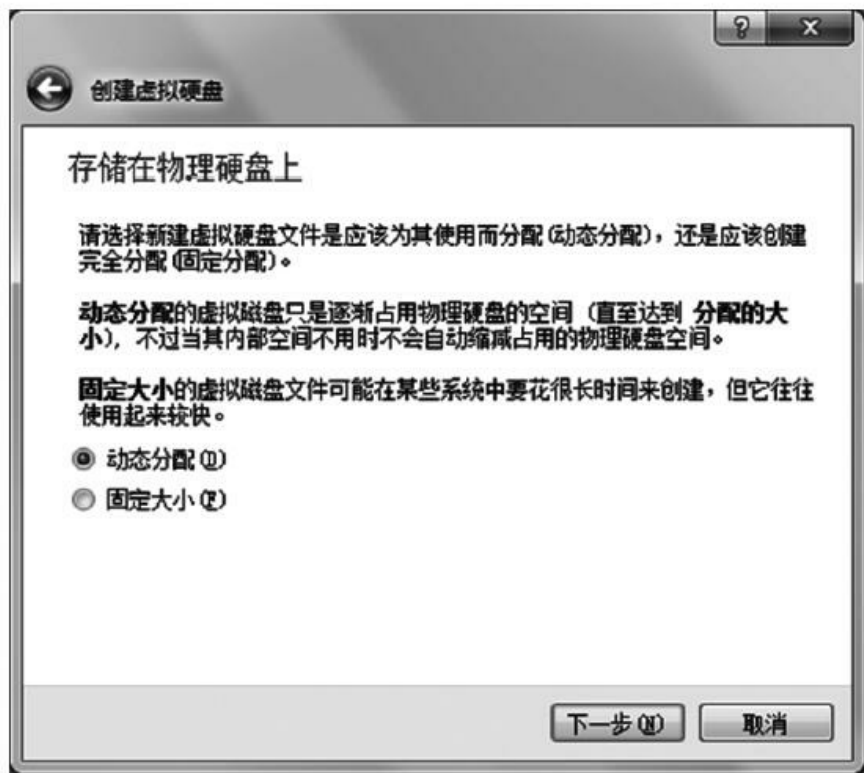 ?
x
创建虚拟硬盘
存储在物理硬盘上
请选择新建虚拟硬盘文件是应该为其使用而分配(动态分配)，还是应该创建
完全分配(固定分配)。
动态分配的虚拟磁盘只是逐渐占用物理硬盘的空间（直至达到 分配的大
小)，不过当其内部空间不用时不会自动缩减占用的物理硬盘空间。
固定大小的虚拟磁盘文件可能在某些系统中要花很长时间来创建，但它往往
使用起来较快。
动态分配(D)
固定大小(F)
下一步(N) 取消